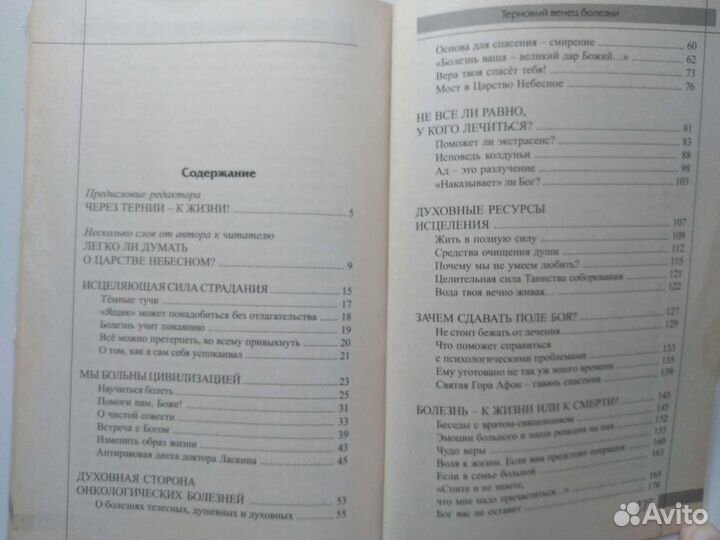 Содержание
Предисловие редактора
ЧЕРЕЗ ТЕРНИИ – К ЖИЗНИ! 5
Несколько слов от автора к читателю
ЛЕГКО ЛИ ДУМАТЬ
О ЦАРСТВЕ НЕБЕСНОМ? 9
ИСЦЕЛЯЮЩАЯ СИЛА СТРАДАНИЯ 15
Тёмные тучи 17
«Ящик» может понадобиться без отлагательства 18
Болезнь учит покаянию 19
Всё можно претерпеть, ко всему привыкнуть 20
О том, как я сам себя успокаивал 21
МЫ БОЛЬНЫ ЦИВИЛИЗАЦИЕЙ 23
Научиться болеть 25
Помоги нам, Боже! 31
О чистой совести 33
Встреча с Богом 39
Изменить образ жизни 43
Антираковая диета доктора Ласкина 45
ДУХОВНАЯ СТОРОНА
ОНКОЛОГИЧЕСКИХ БОЛЕЗНЕЙ 53
О болезнях телесных, душевных и духовных 55
Терновый венец болезни
Основа для спасения – смирение 60
«Болезнь ваша – великий дар Божий…» 62
Вера твоя спасёт тебя! 73
Мост в Царство Небесное 76
НЕ ВСЕ ЛИ РАВНО,
У КОГО ЛЕЧИТЬСЯ? 81
Поможет ли экстрасенс? 83
Исповедь колдуньи 88
Ад – это разлучение 98
«Наказывает» ли Бог? 103
ДУХОВНЫЕ РЕСУРСЫ
ИСЦЕЛЕНИЯ 107
Жить в полную силу 109
Средства очищения души 112
Почему мы не умеем любить? 115
Целительная сила Таинства соборования 121
Вода твоя вечно живая… 122
ЗАЧЕМ СДАВАТЬ ПОЛЕ БОЯ? 127
Не стоит бежать от лечения 129
Что поможет справиться
с психологическими проблемами 133
Ему уготовано не так уж много времени 135
Святая Гора Афон – гавань спасения 139
БОЛЕЗНЬ – К ЖИЗНИ ИЛИ К СМЕРТИ? 143
Беседы с врачом-священником 145
Эмоции больного и наши реакции на них 152
Чудо веры 155
Воля к жизни. Если вам предстоит операция 160
Если в семье больной 163
«Спите и не знаете,
что мне надо причаститься…» 165
Бог вас не оставит 170
Avito